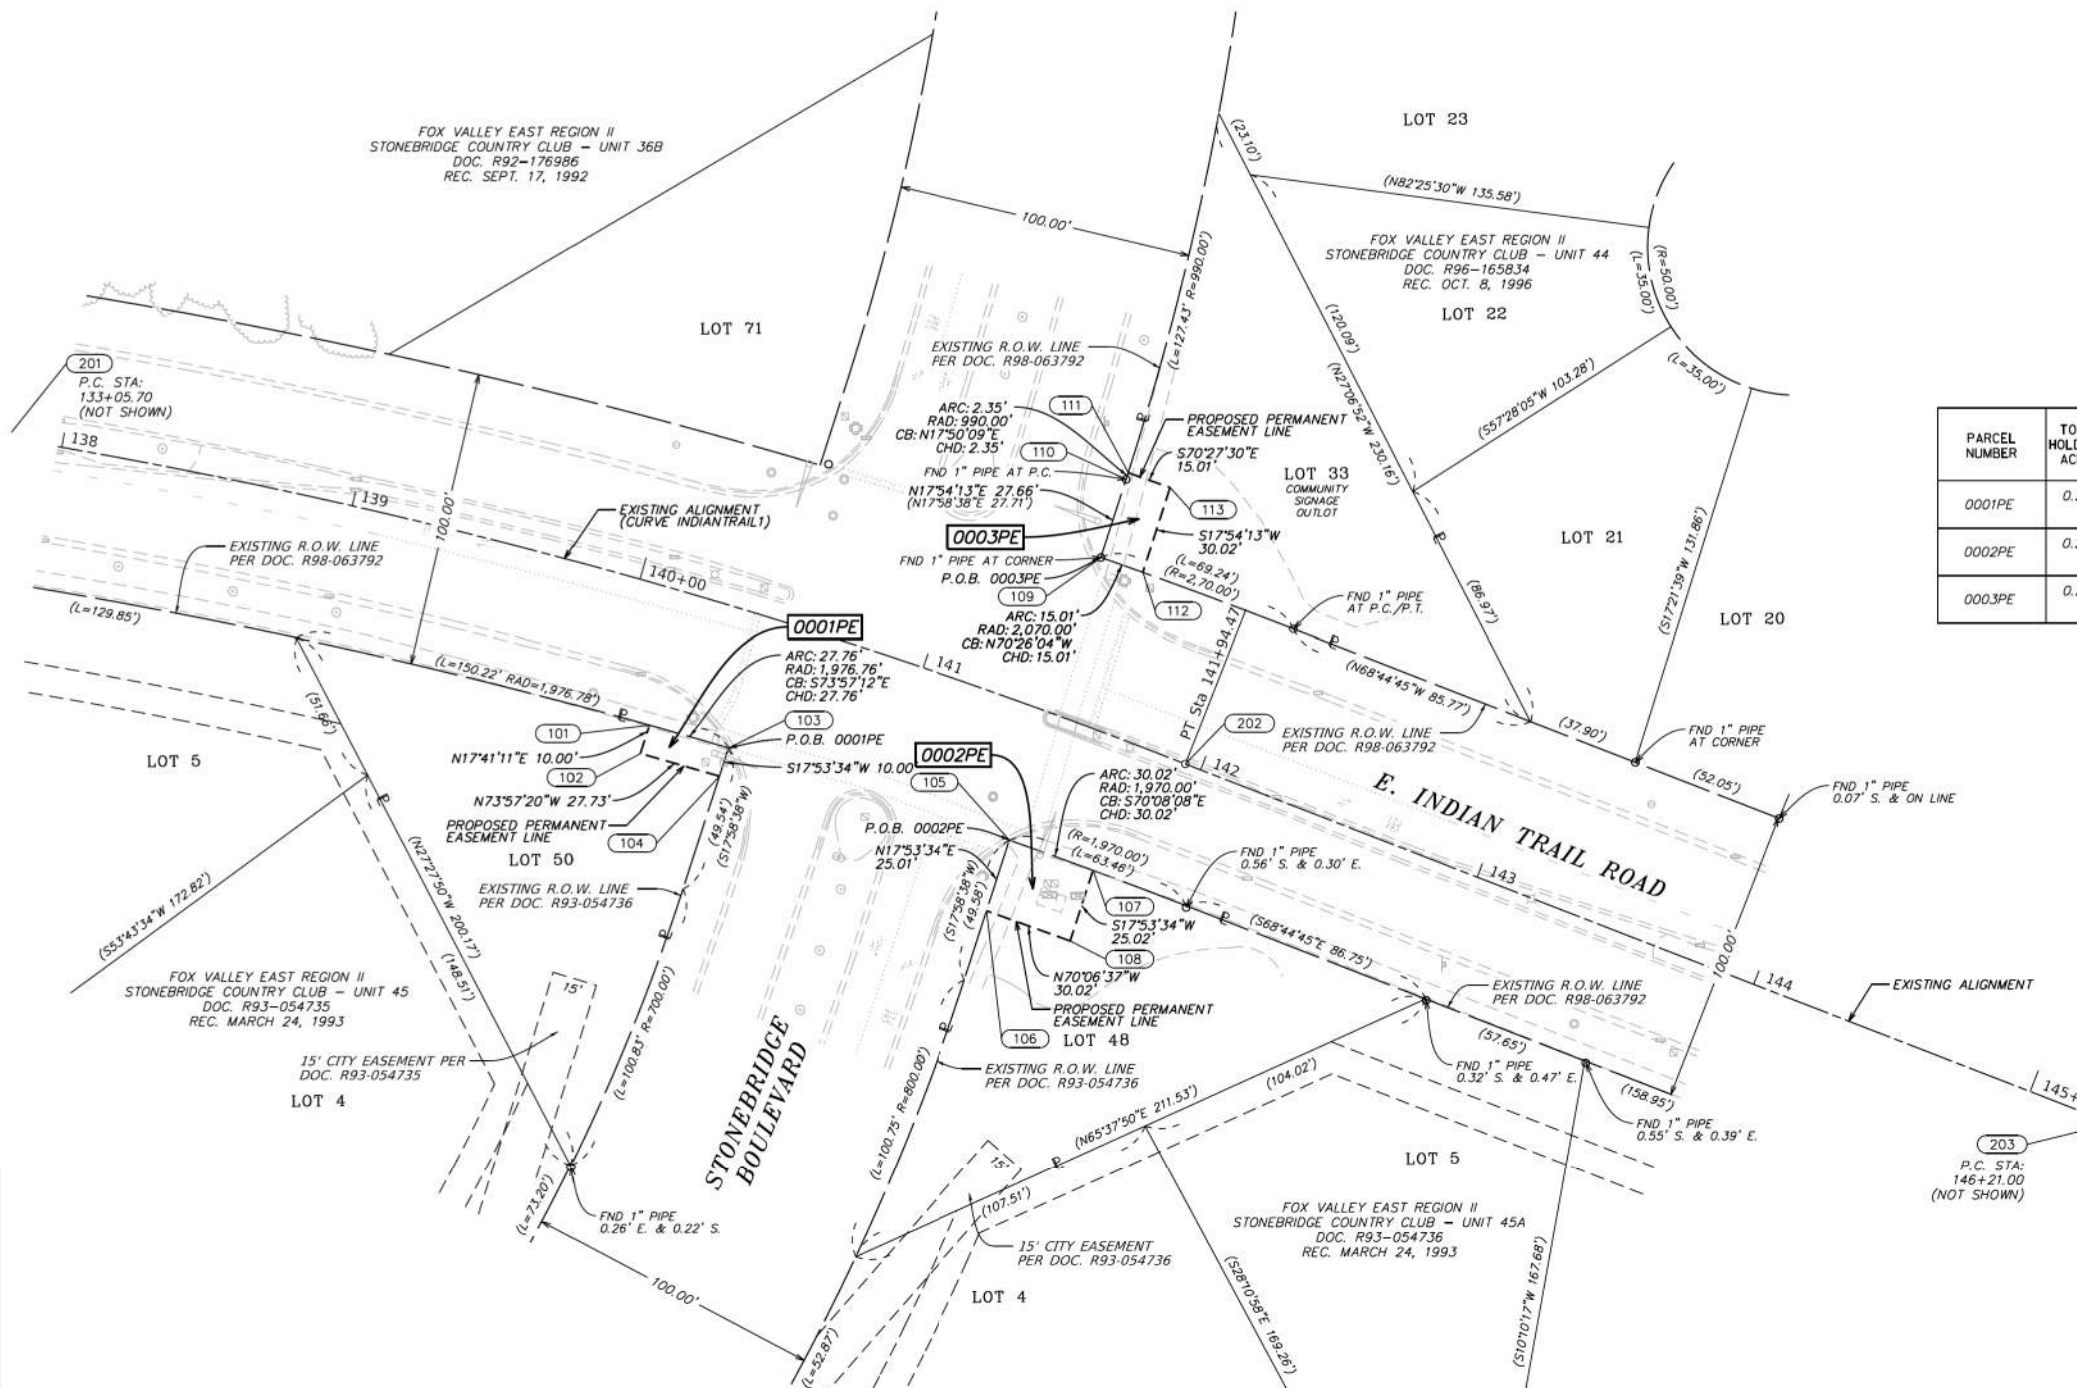 FOX VALLEY EAST REGION II
STONEBRIDGE COUNTRY CLUB – UNIT 36B
DOC. R92–176986
REC. SEPT. 17, 1992
LOT 71
100.00'
(23.10')
LOT 23
(N82°25'30"W 135.58')
FOX VALLEY EAST REGION II
STONEBRIDGE COUNTRY CLUB – UNIT 44
DOC. R96–165834
REC. OCT. 8, 1996
LOT 22
(R=50.00')
(L=35.00')
(L=35.00')
(L=127.43' R=990.00')
(120.09')
(N27°06'52"W 230.16')
(86.97')
(S57°28'05"W 103.28')
(S17°21'39"W 131.86')
LOT 21
LOT 20
201
P.C. STA:
133+05.70
(NOT SHOWN)
138
139
100.00'
EXISTING R.O.W. LINE
PER DOC. R98-063792
(L=129.85')
EXISTING ALIGNMENT
(CURVE INDIANTRAIL1)
140+00
EXISTING R.O.W. LINE
PER DOC. R98-063792
ARC: 2.35'
RAD: 990.00'
CB: N17°50'09"E
CHD: 2.35'
111
110
FND 1" PIPE AT P.C.
N17°54'13"E 27.66'
(N17°58'38"E 27.71')
0003PE
FND 1" PIPE AT CORNER
P.O.B. 0003PE
109
ARC: 15.01'
RAD: 2,070.00'
CB: N70°26'04"W
CHD: 15.01'
PROPOSED PERMANENT
EASEMENT LINE
S70°27'30"E
15.01'
LOT 33
COMMUNITY
SIGNAGE
OUTLOT
113
S17°54'13"W
30.02'
(L=69.24')
(R=2,70.00')
112
FND 1" PIPE
AT P.C./P.T.
PARCEL
NUMBER
TO
HOLD
AC
0001PE
0.
0002PE
0.
0003PE
0.
0001PE
ARC: 27.76'
RAD: 1,976.76'
CB: S73°57'12"E
CHD: 27.76'
(L=150.22' RAD=1,976.78')
(51.66')
101
N17°41'11"E 10.00'
102
N73°57'20"W 27.73'
PROPOSED PERMANENT
EASEMENT LINE
104
103
P.O.B. 0001PE
S17°53'34"W 10.00'
(49.54')
(S17°58'38"W)
LOT 5
LOT 50
141
PT Sta 141+94.47
202
142
(N68°44'45"W 85.77')
EXISTING R.O.W. LINE
PER DOC. R98-063792
(37.90')
FND 1" PIPE
AT CORNER
(52.05')
FND 1" PIPE
0.07' S. & ON LINE
E. INDIAN TRAIL ROAD
143
144
100.00'
EXISTING ALIGNMENT
0002PE
105
P.O.B. 0002PE
N17°53'34"E
25.01'
(S17°58'38"W)
(49.58')
ARC: 30.02'
RAD: 1,970.00'
CB: S70°08'08"E
CHD: 30.02'
(R=1,970.00')
(L=63.46')
FND 1" PIPE
0.56' S. & 0.30' E.
107
S17°53'34"W
25.02'
108
N70°06'37"W
30.02'
PROPOSED PERMANENT
EASEMENT LINE
106
LOT 48
(S68°44'45"E 86.75')
EXISTING R.O.W. LINE
PER DOC. R98-063792
(57.65')
FND 1" PIPE
0.32' S. & 0.47' E.
(158.95')
FND 1" PIPE
0.55' S. & 0.39' E.
145+
203
P.C. STA:
146+21.00
(NOT SHOWN)
EXISTING R.O.W. LINE
PER DOC. R93-054736
(S53°43'34"W 172.82')
(N27°27'50"W 200.17')
(148.51')
FOX VALLEY EAST REGION II
STONEBRIDGE COUNTRY CLUB – UNIT 45
DOC. R93–054735
REC. MARCH 24, 1993
15'
15' CITY EASEMENT PER
DOC. R93-054735
LOT 4
(L=100.83' R=700.00')
(L=73.20')
FND 1" PIPE
0.26' E. & 0.22' S.
STONEBRIDGE
BOULEVARD
100.00'
(L=100.75' R=800.00')
EXISTING R.O.W. LINE
PER DOC. R93-054736
(N65°37'50"E 211.53')
(104.02')
(107.51')
15'
15' CITY EASEMENT
PER DOC. R93-054736
LOT 4
(L=52.87')
LOT 5
FOX VALLEY EAST REGION II
STONEBRIDGE COUNTRY CLUB – UNIT 45A
DOC. R93–054736
REC. MARCH 24, 1993
(S28°10'58"E 169.26')
(S10°10'17"W 167.68')